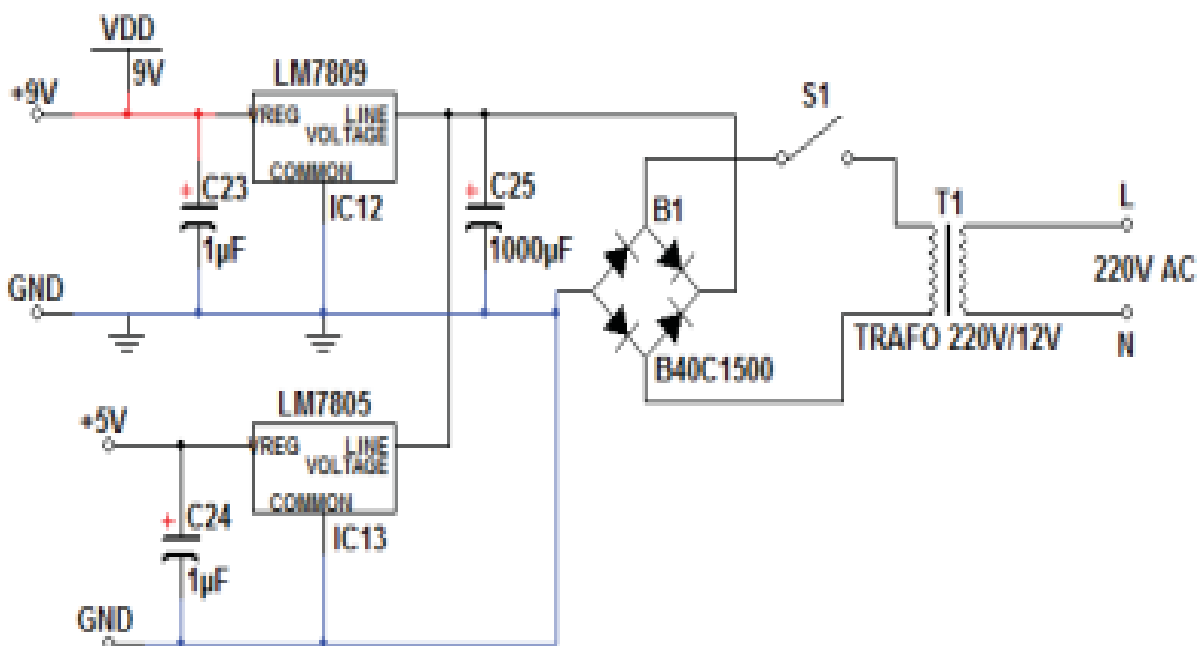 VDD
9V
+9V
LM7809
VREG LINE
VOLTAGE
COMMON
IC12
C23
1µF
+
C25
1000µF
+
S1
B1
B40C1500
T1
TRAFO 220V/12V
L
220V AC
N
GND
LM7805
+5V
VREG LINE
VOLTAGE
COMMON
IC13
C24
1µF
+
GND